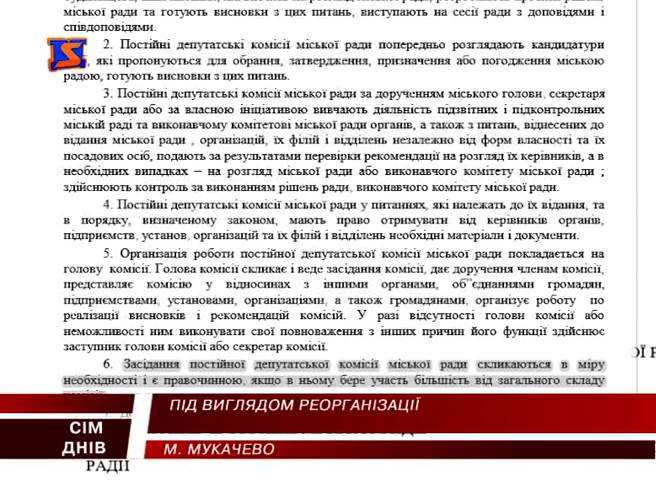 міської ради та готують висновки з цих питань, виступають на сесії ради з доповідями і
співдоповідями.
2. Постійні депутатські комісії міської ради попередньо розглядають кандидатури
які пропонуються для обрання, затвердження, призначення або погодження міською
радою, готують висновки з цих питань.
3. Постійні депутатські комісії міської ради за дорученням міського голови, секретаря
міської ради або за власною ініціативою вивчають діяльність підзвітних і підконтрольних
міській раді та виконавчому комітетові міської ради органів, а також з питань, віднесених до
відання міської ради , організацій, їх філій і відділень незалежно від форм власності та їх
посадових осіб, подають за результатами перевірки рекомендації на розгляд їх керівників, а в
необхідних випадках – на розгляд міської ради або виконавчого комітету міської ради ;
здійснюють контроль за виконанням рішень ради, виконавчого комітету міської ради.
4. Постійні депутатські комісії міської ради у питаннях, які належать до їх відання, та
в порядку, визначеному законом, мають право отримувати від керівників органів,
підприємств, установ, організацій та їх філій і відділень необхідні матеріали і документи.
5. Організація роботи постійної депутатської комісії міської ради покладається на
голову комісії. Голова комісії скликає і веде засідання комісії, дає доручення членам комісії,
представляє комісію у відносинах з іншими органами, об"єднаннями громадян,
підприємствами, установами, організаціями, а також громадянами, організує роботу по
реалізації висновків і рекомендацій комісії. У разі відсутності голови комісії або
неможливості ним виконувати свої повноваження з інших причин його функції здійснює
заступник голови комісії або секретар комісії.
6. Засідання постійної депутатської комісії міської ради скликаються в міру
необхідності і є правочинною, якщо в ньому бере участь більшість від загального складу
ПІД ВИГЛЯДОМ РЕОРГАНІЗАЦІЇ
СІМ
ДНІВ
М. МУКАЧЕВО
РАДИ